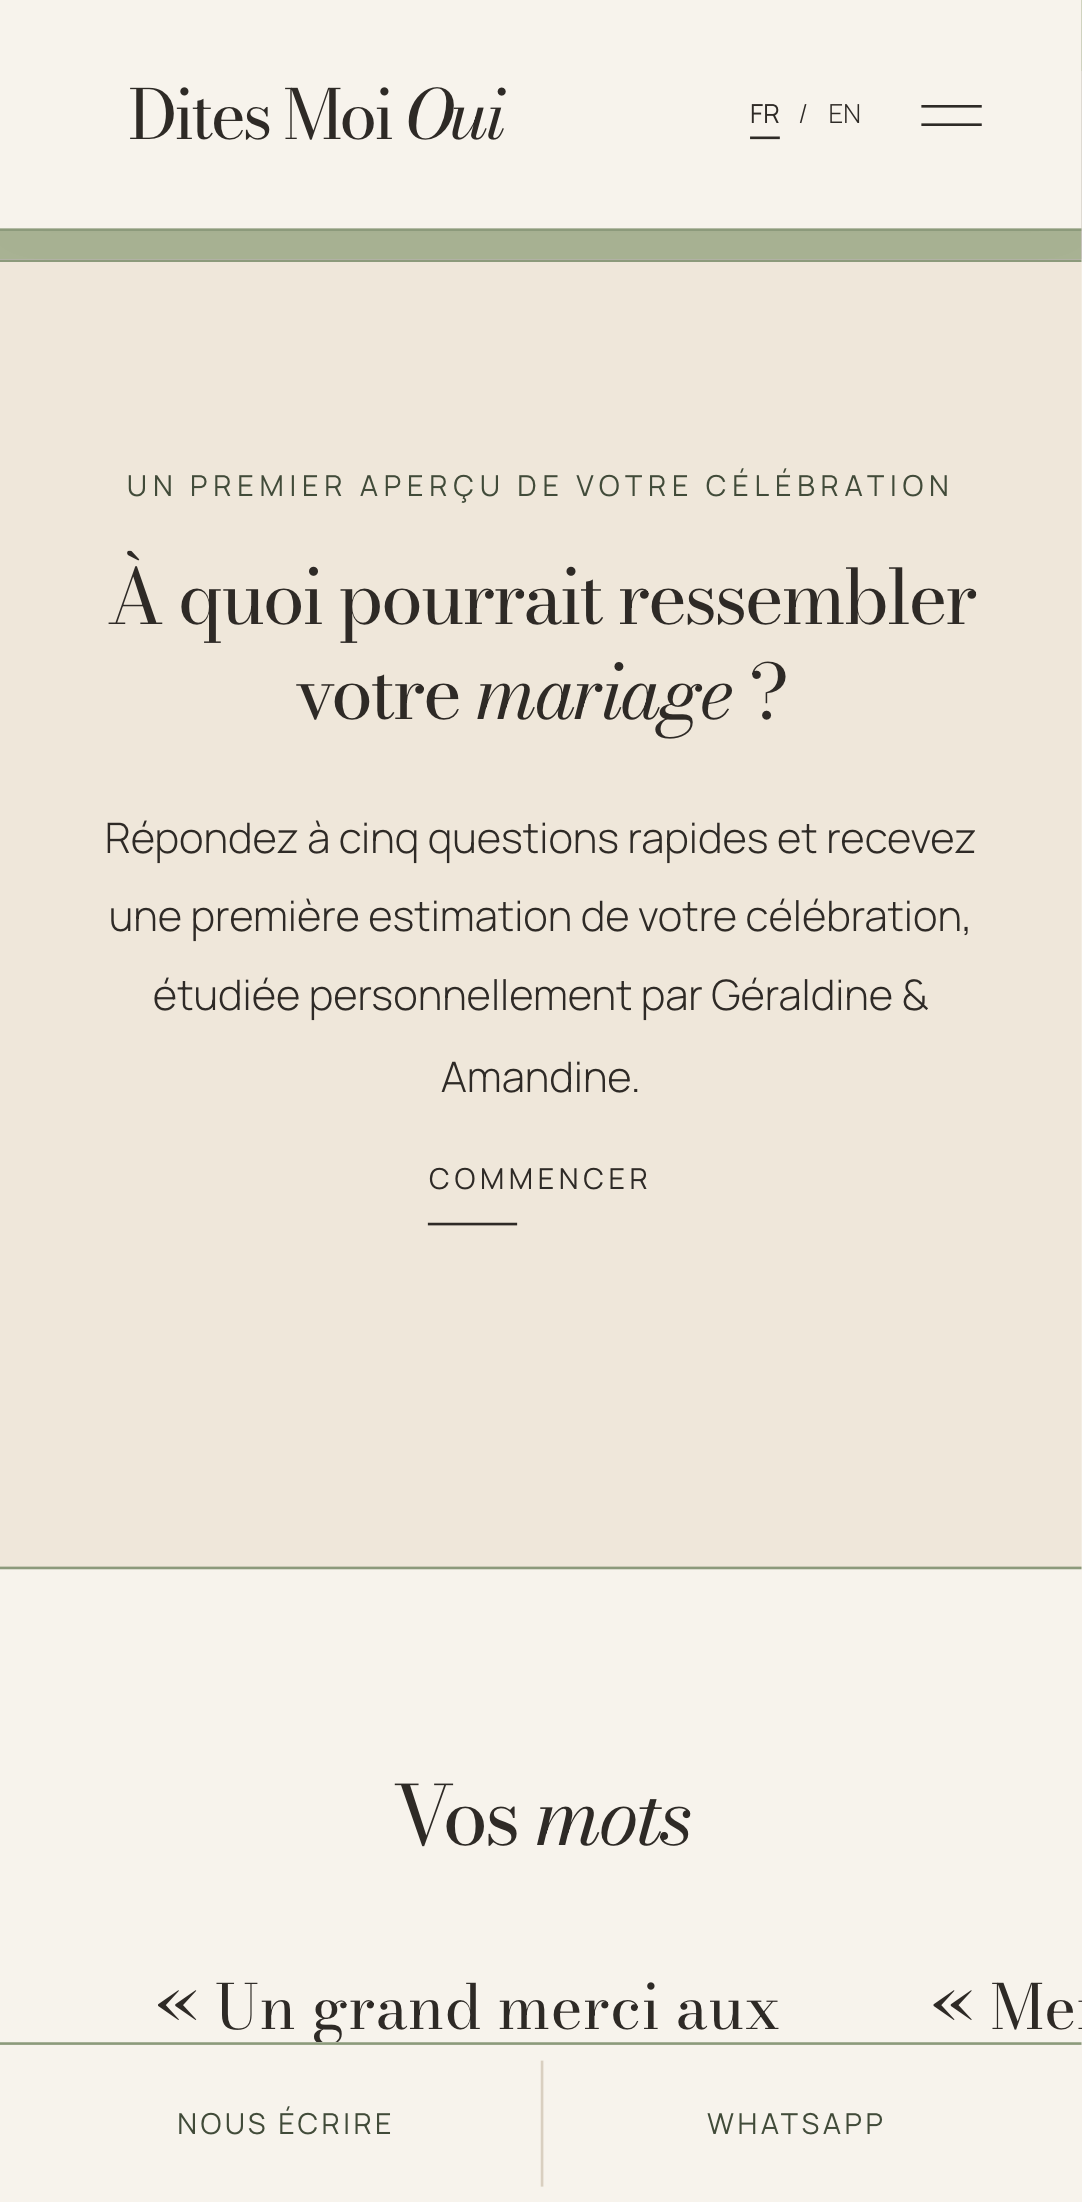 Dites Moi Oui
FR / EN
UN PREMIER APERÇU DE VOTRE CÉLÉBRATION
À quoi pourrait ressembler
votre mariage ?
Répondez à cinq questions rapides et recevez
une première estimation de votre célébration,
étudiée personnellement par Géraldine &
Amandine.
COMMENCER
Vos mots
« Un grand merci aux
«
NOUS ÉCRIRE
WHATSAPP